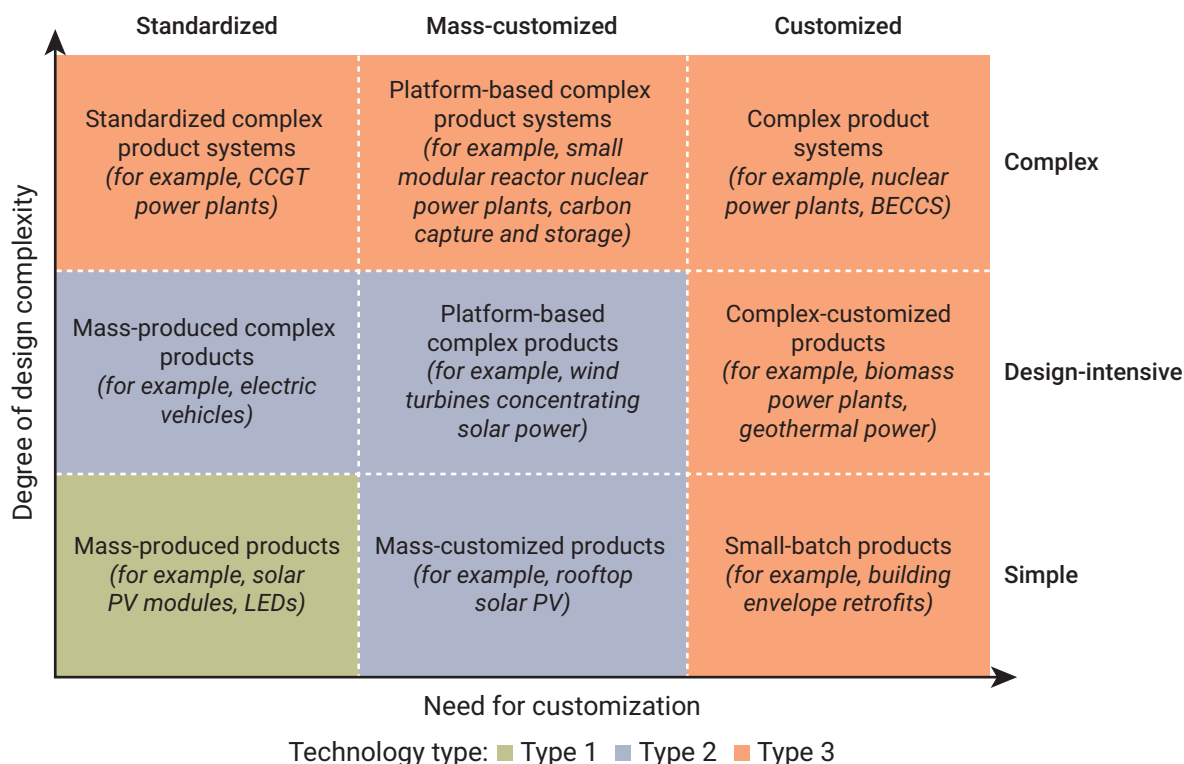 Standardized
Mass-customized
Customized
Degree of design complexity
Standardized complex
product systems
(for example, CCGT
power plants)
Platform-based complex
product systems
(for example, small
modular reactor nuclear
power plants, carbon
capture and storage)
Complex product
systems
(for example, nuclear
power plants, BECCS)
Complex
Mass-produced complex
products
(for example, electric
vehicles)
Platform-based
complex products
(for example, wind
turbines concentrating
solar power)
Complex-customized
products
(for example, biomass
power plants,
geothermal power)
Design-intensive
Mass-produced products
(for example, solar
PV modules, LEDs)
Mass-customized products
(for example, rooftop
solar PV)
Small-batch products
(for example, building
envelope retrofits)
Simple
Need for customization
Technology type: Type 1 Type 2 Type 3